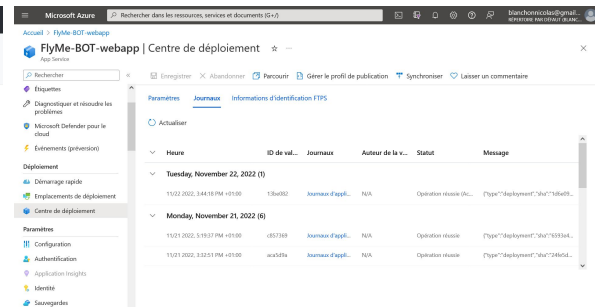 Microsoft Azure
Rechercher dans les ressources, services et documents (G+/)
blanchonnicolas@gmail....
RÉPERTOIRE PAR DÉFAUT (BLANC...
Accueil > FlyMe-BOT-webapp
FlyMe-BOT-webapp | Centre de déploiement
App Service
Rechercher
Enregistrer
Abandonner
Parcourir
Gérer le profil de publication
Synchroniser
Laisser un commentaire
Étiquettes
Diagnostiquer et résoudre les problèmes
Microsoft Defender pour le cloud
Événements (préversion)
Déploiement
Démarrage rapide
Emplacements de déploiement
Centre de déploiement
Paramètres
Configuration
Authentification
Application Insights
Identité
Sauvegardes
Paramètres Journaux Informations d'identification FTPS
Actualiser
Heure ID de val... Journaux Auteur de la v... Statut Message
Tuesday, November 22, 2022 (1)
11/22 2022, 3:44:18 PM +01:00 13be082 Journaux d'appli... N/A Opération réussie (Ac... {"type":"deployment","sha":"1d6e09...
Monday, November 21, 2022 (6)
11/21 2022, 5:19:37 PM +01:00 c857369 Journaux d'appli... N/A Opération réussie {"type":"deployment","sha":"6593e4...
11/21 2022, 3:32:51 PM +01:00 aca5d9a Journaux d'appli... N/A Opération réussie {"type":"deployment","sha":"24fe5d...